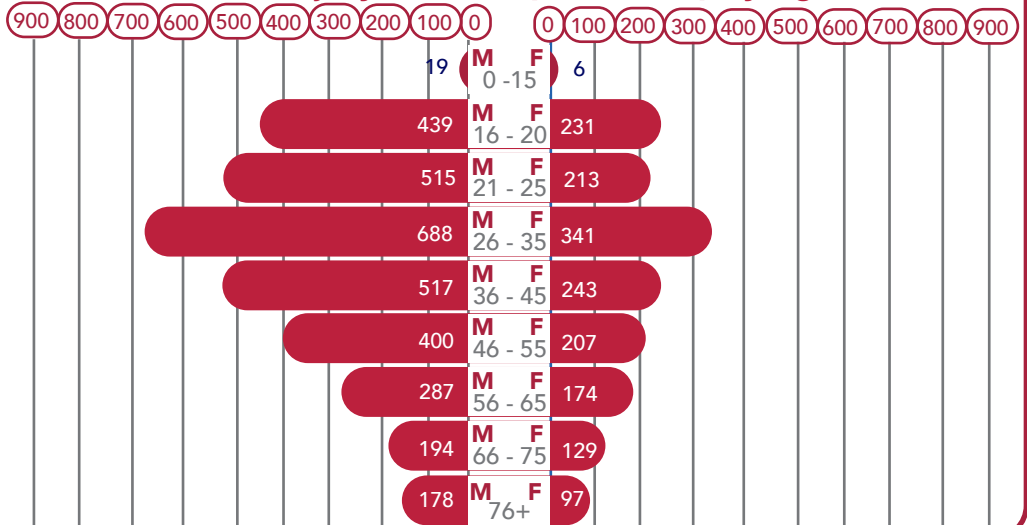 900 800 700 600 500 400 300 200 100 0 0 100 200 300 400 500 600 700 800 900
19 M F 6
0 -15
439 M F 231
16 - 20
515 M F 213
21 - 25
688 M F 341
26 - 35
517 M F 243
36 - 45
400 M F 207
46 - 55
287 M F 174
56 - 65
194 M F 129
66 - 75
178 M F 97
76+